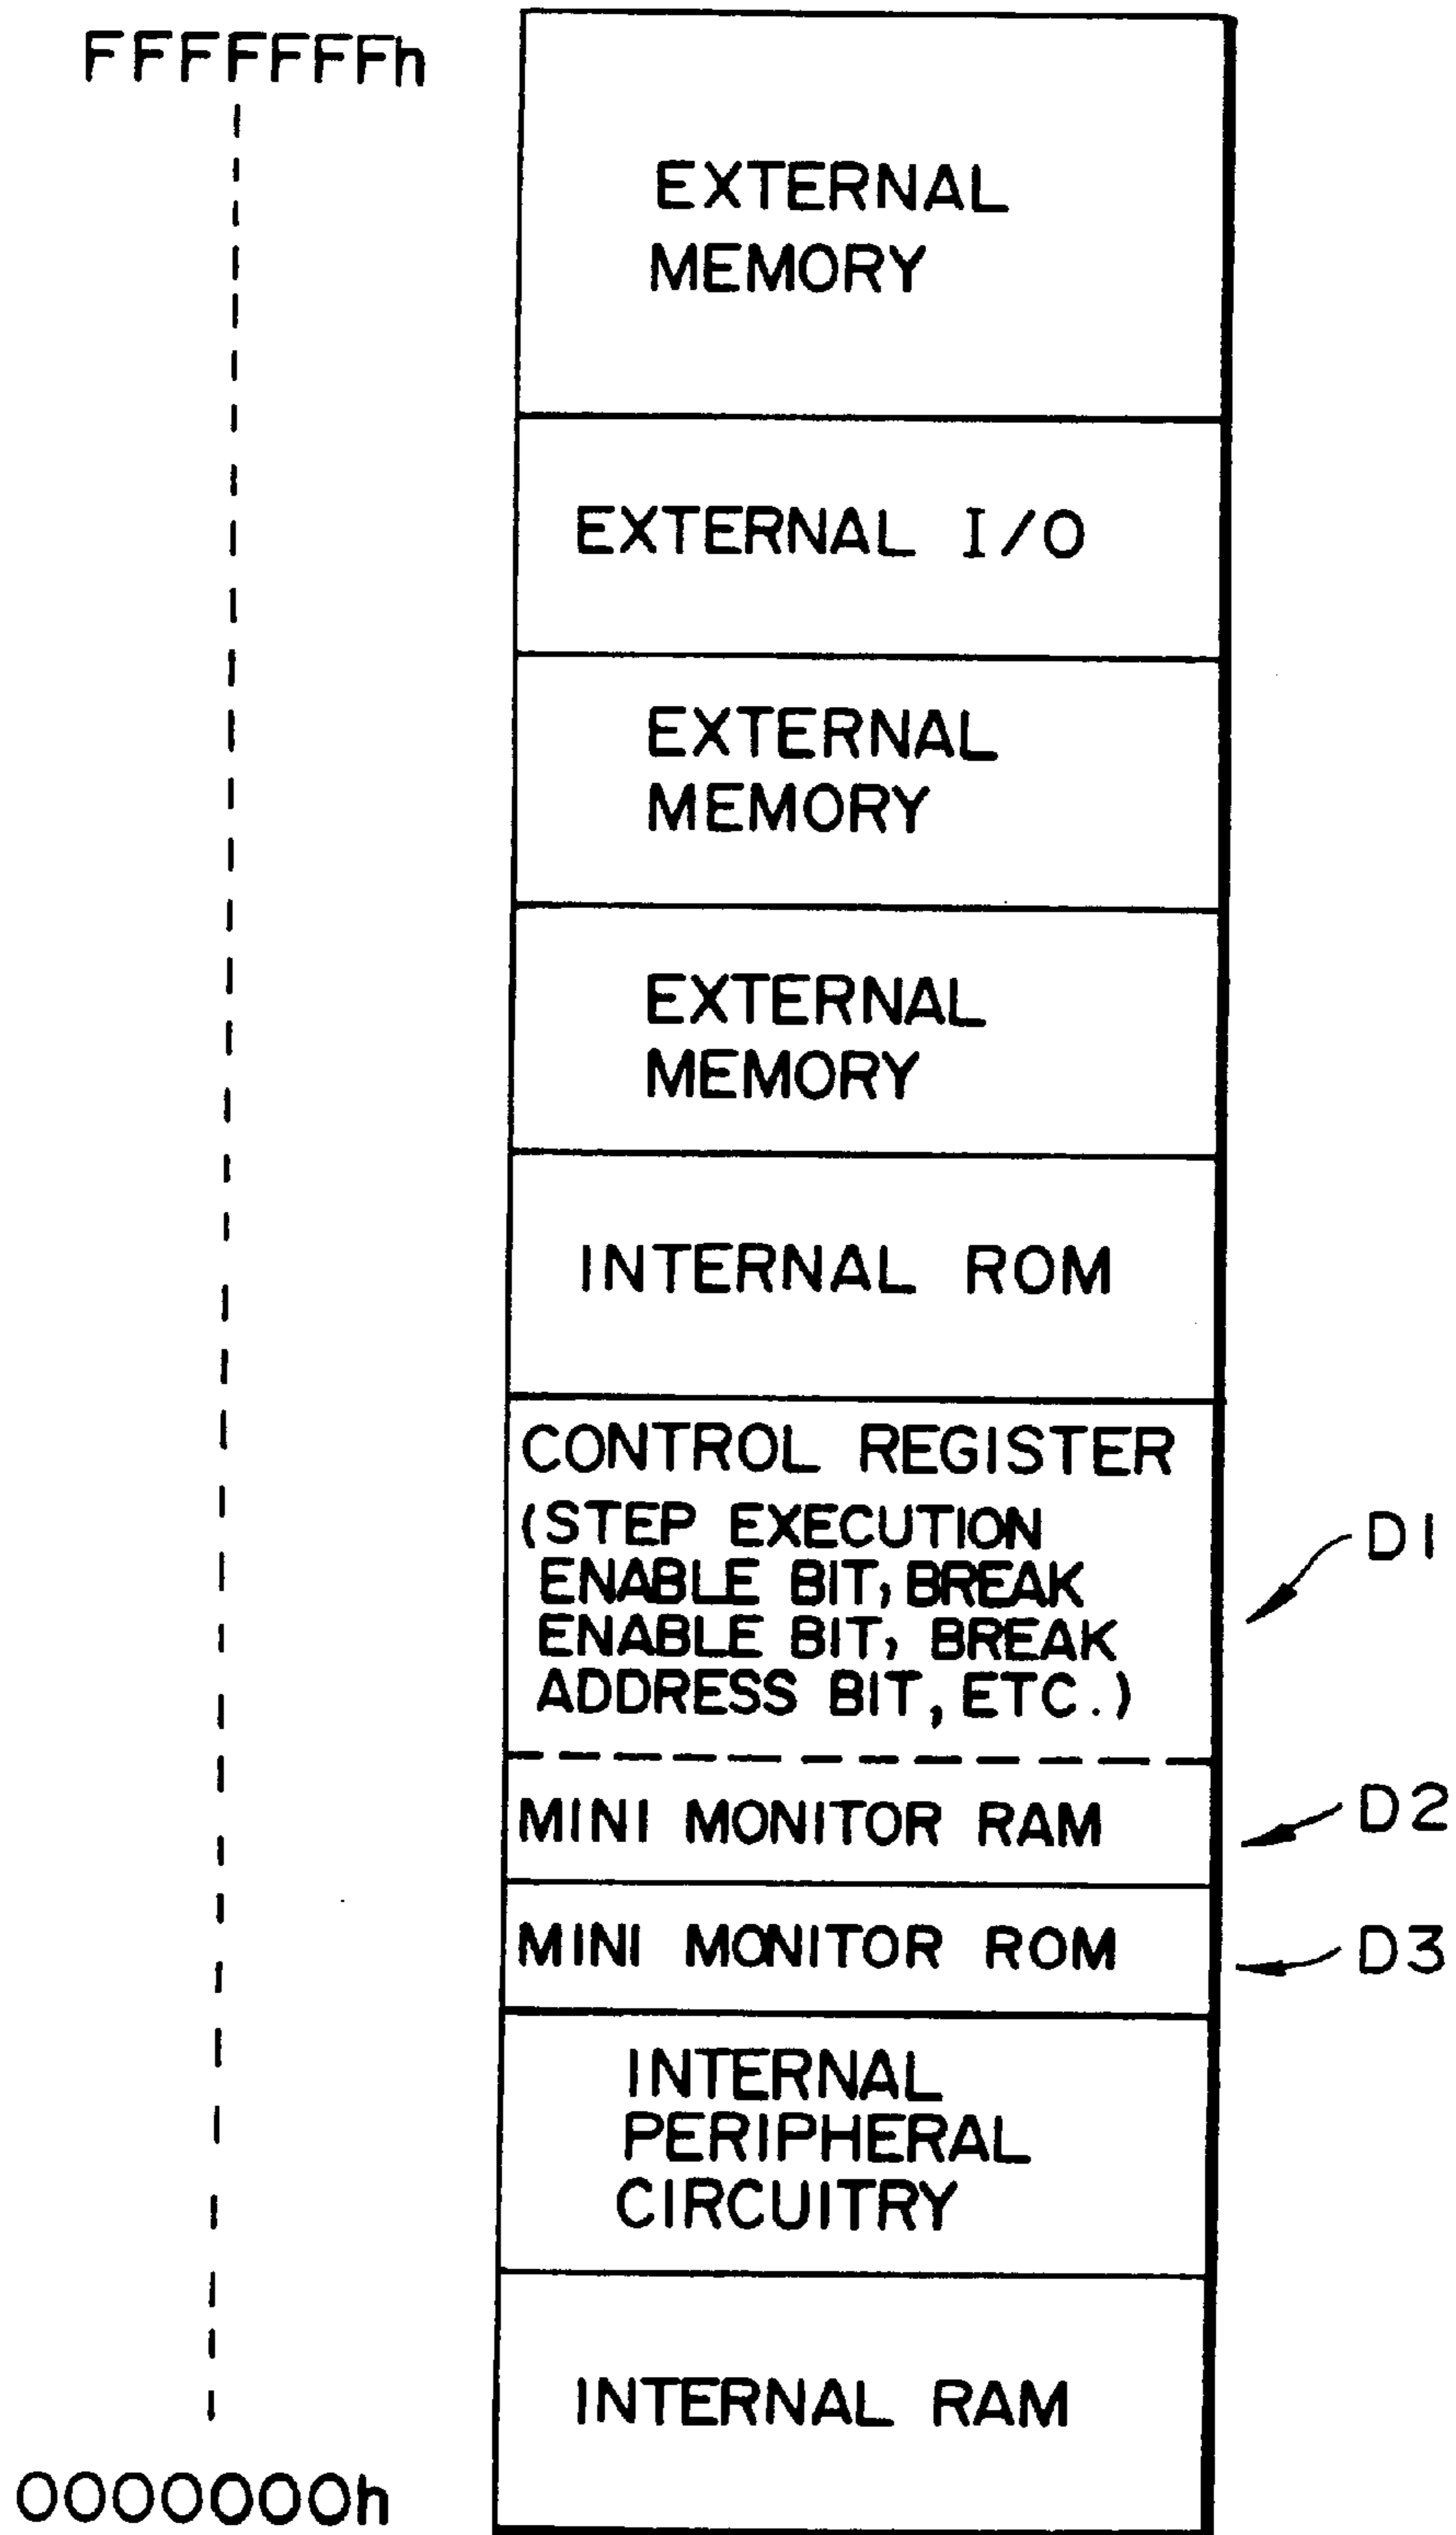 FFFFFFFh
EXTERNAL
MEMORY
EXTERNAL I/O
EXTERNAL
MEMORY
EXTERNAL
MEMORY
INTERNAL ROM
CONTROL REGISTER
(STEP EXECUTION
ENABLE BIT, BREAK
ENABLE BIT, BREAK
ADDRESS BIT, ETC.)
D1
MINI MONITOR RAM
D2
MINI MONITOR ROM
D3
INTERNAL
PERIPHERAL
CIRCUITRY
INTERNAL RAM
0000000h